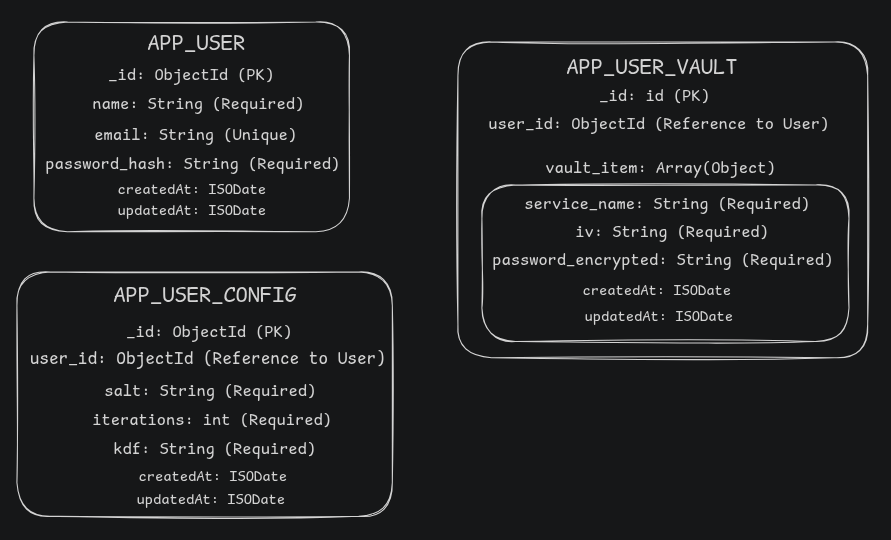 APP_USER
_id: ObjectId (PK)
name: String (Required)
email: String (Unique)
password_hash: String (Required)
createdAt: ISODate
updatedAt: ISODate
APP_USER_CONFIG
_id: ObjectId (PK)
user_id: ObjectId (Reference to User)
salt: String (Required)
iterations: int (Required)
kdf: String (Required)
createdAt: ISODate
updatedAt: ISODate
APP_USER_VAULT
_id: id (PK)
user_id: ObjectId (Reference to User)
vault_item: Array(Object)
service_name: String (Required)
iv: String (Required)
password_encrypted: String (Required)
createdAt: ISODate
updatedAt: ISODate